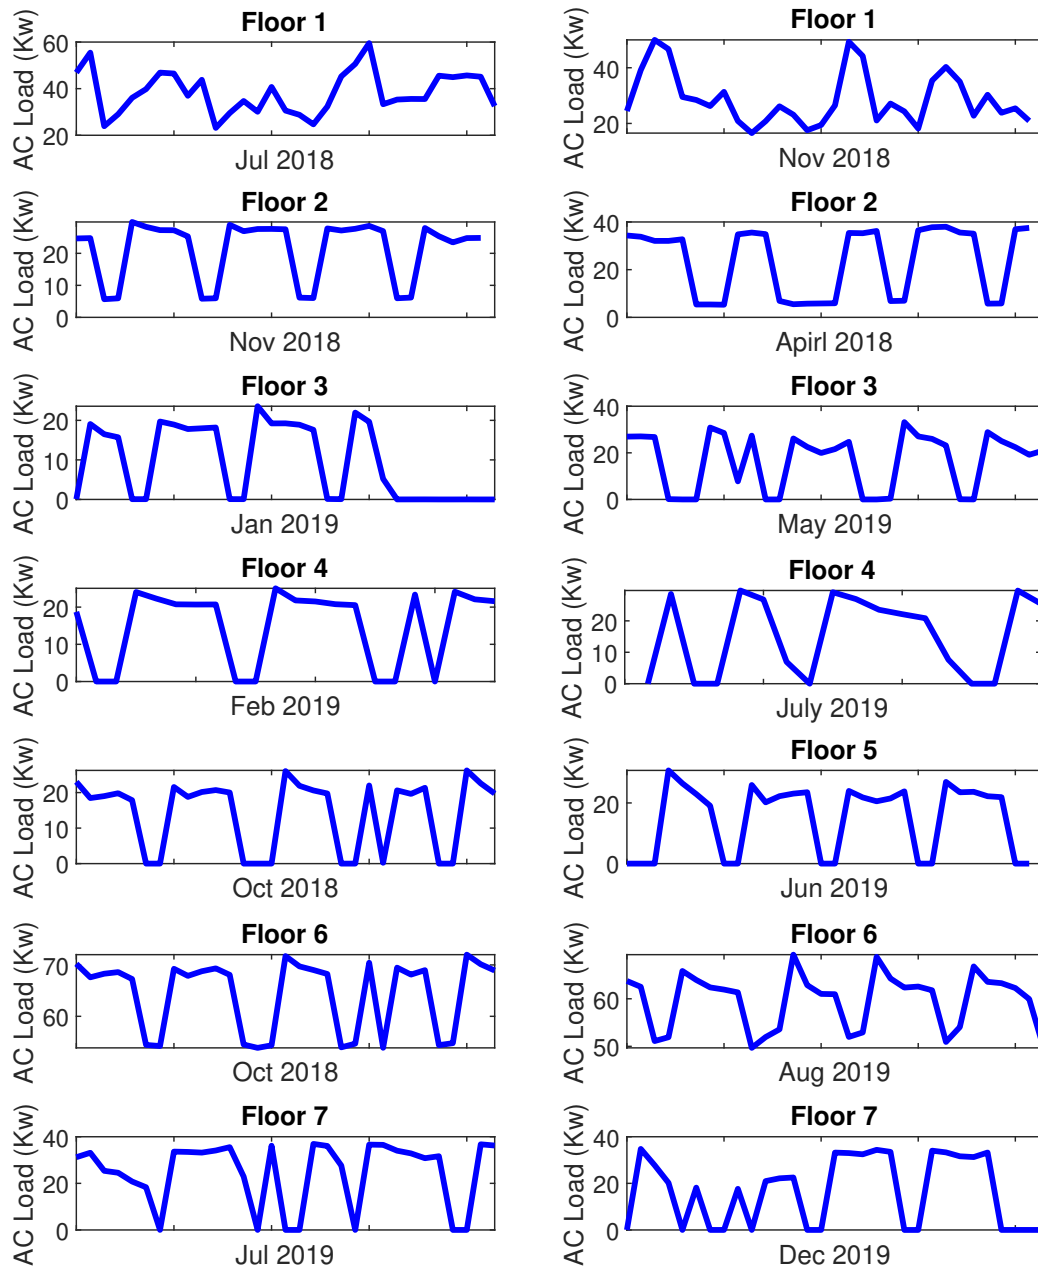 Floor 1
AC Load (Kw)
60
40
20
Jul 2018
Floor 1
AC Load (Kw)
40
20
Nov 2018
Floor 2
AC Load (Kw)
20
10
0
Nov 2018
Floor 2
AC Load (Kw)
40
20
0
Apirl 2018
Floor 3
AC Load (Kw)
20
10
0
Jan 2019
Floor 3
AC Load (Kw)
40
20
0
May 2019
Floor 4
AC Load (Kw)
20
10
0
Feb 2019
Floor 4
AC Load (Kw)
20
10
0
July 2019
AC Load (Kw)
20
10
0
Oct 2018
Floor 5
AC Load (Kw)
20
0
Jun 2019
Floor 6
AC Load (Kw)
70
60
Oct 2018
Floor 6
AC Load (Kw)
60
50
Aug 2019
Floor 7
AC Load (Kw)
40
20
0
Jul 2019
Floor 7
AC Load (Kw)
40
20
0
Dec 2019